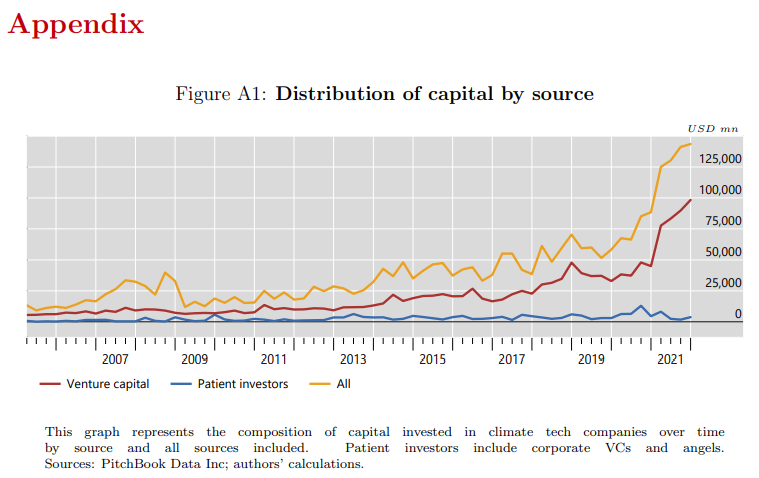 Appendix
Figure A1: Distribution of capital by source
USD mn
125,000
100,000
75,000
50,000
25,000
0
2007 2009 2011 2013 2015 2017 2019 2021
Venture capital Patient investors All
This graph represents the composition of capital invested in climate tech companies over time
by source and all sources included. Patient investors include corporate VCs and angels.
Sources: PitchBook Data Inc; authors' calculations.